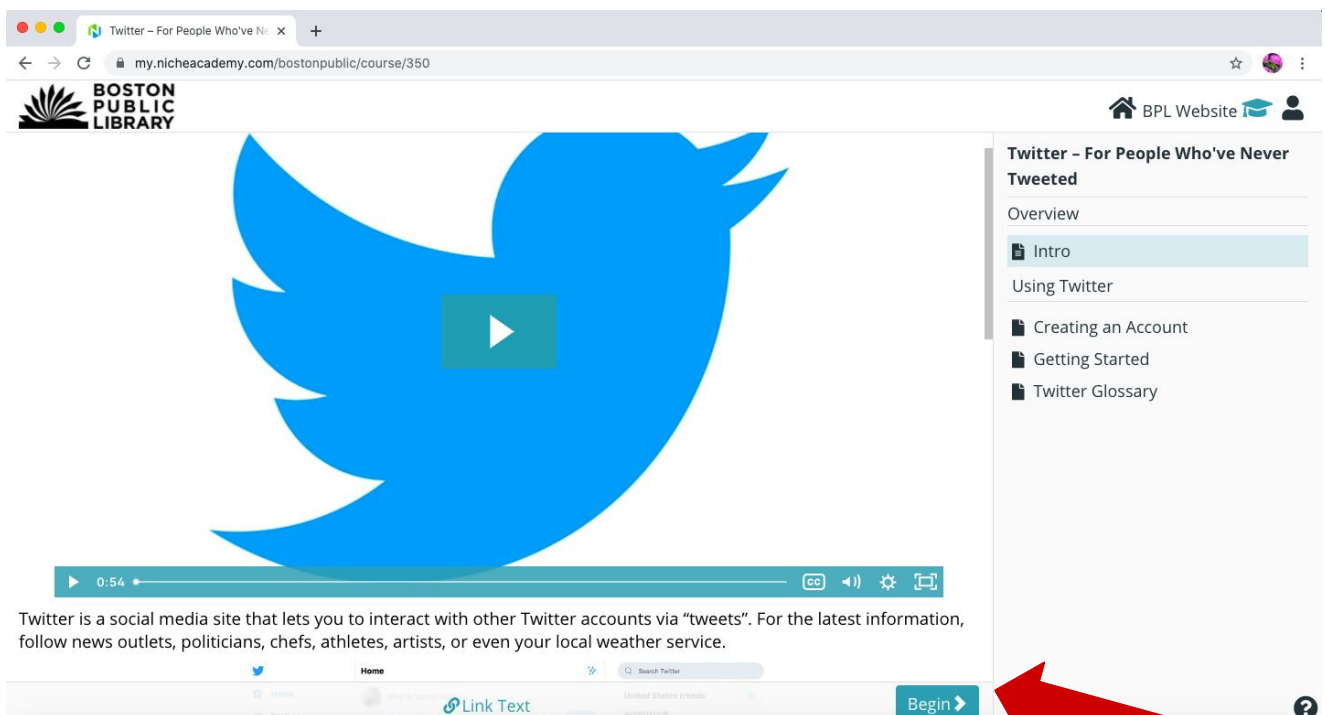 Twitter – For People Who've Ne
my.nicheacademy.com/bostonpublic/course/350
BOSTON
PUBLIC
LIBRARY
BPL Website
Twitter – For People Who've Never
Tweeted
Overview
Intro
Using Twitter
Creating an Account
Getting Started
Twitter Glossary
0:54
CC
Twitter is a social media site that lets you to interact with other Twitter accounts via “tweets”. For the latest information,
follow news outlets, politicians, chefs, athletes, artists, or even your local weather service.
Home
Search Twitter
Home
United States trends
Link Text
Begin